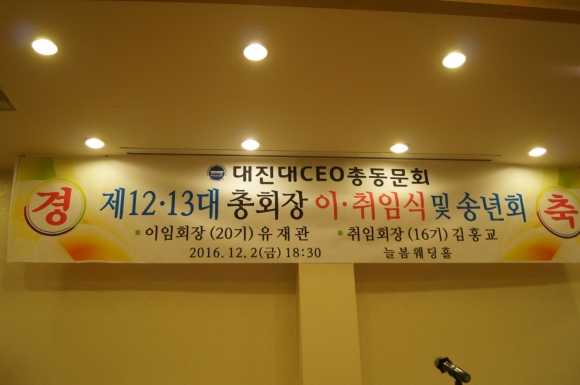 대진대CEO총동문회
경
제12·13대 총회장 이·취임식 및 송년회
축
▪ 이임회장 (20기) 유재관
▪ 취임회장 (16기) 김홍교
2016. 12. 2(금) 18:30
늘봄웨딩홀